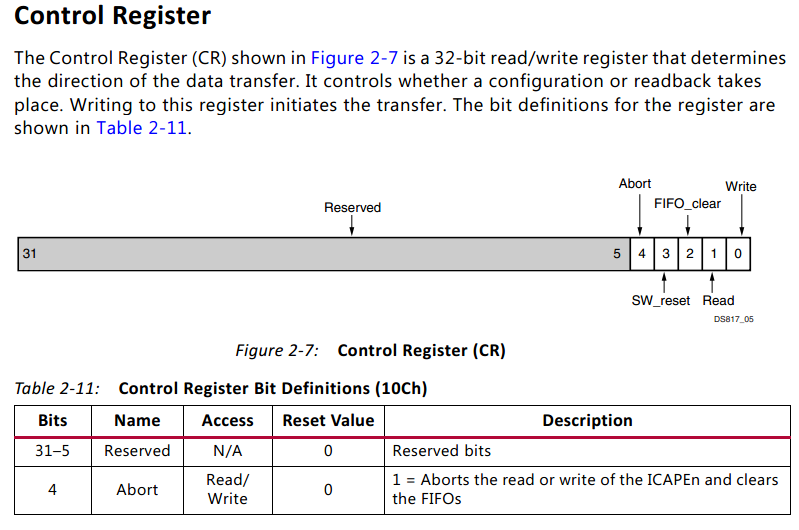 Control Register
The Control Register (CR) shown in Figure 2-7 is a 32-bit read/write register that determines
the direction of the data transfer. It controls whether a configuration or readback takes
place. Writing to this register initiates the transfer. The bit definitions for the register are
shown in Table 2-11.
Abort Write
Reserved FIFO_clear
31 5 4 3 2 1 0
SW_reset Read
DS817_05
Figure 2-7: Control Register (CR)
Table 2-11: Control Register Bit Definitions (10Ch)
Bits Name Access Reset Value Description
31–5 Reserved N/A 0 Reserved bits
4 Abort Read/ Write 0 1 = Aborts the read or write of the ICAPEn and clears
the FIFOs